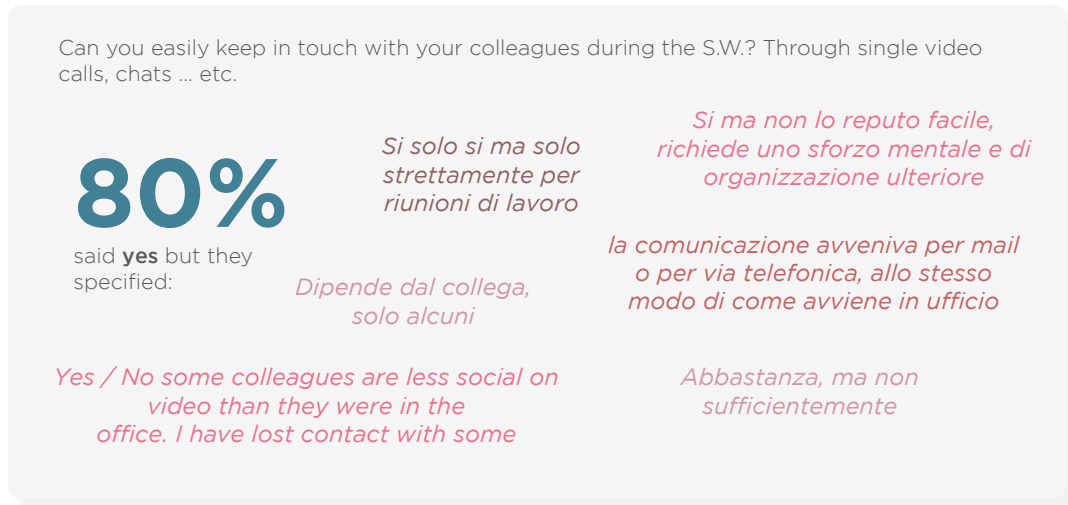 Can you easily keep in touch with your colleagues during the S.W.? Through single video
calls, chats ... etc.
80%
said yes but they
specified:
Si solo si ma solo
strettamente per
riunioni di lavoro
Si ma non lo reputo facile,
richiede uno sforzo mentale e di
organizzazione ulteriore
Dipende dal collega,
solo alcuni
la comunicazione avveniva per mail
o per via telefonica, allo stesso
modo di come avviene in ufficio
Yes / No some colleagues are less social on
video than they were in the
office. I have lost contact with some
Abbastanza, ma non
sufficientemente